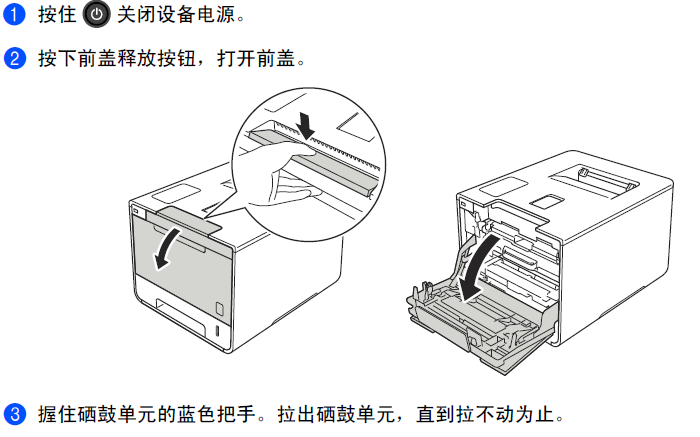 1 按住 关闭设备电源。
2 按下前盖释放按钮，打开前盖。
3 握住硒鼓单元的蓝色把手。拉出硒鼓单元，直到拉不动为止。